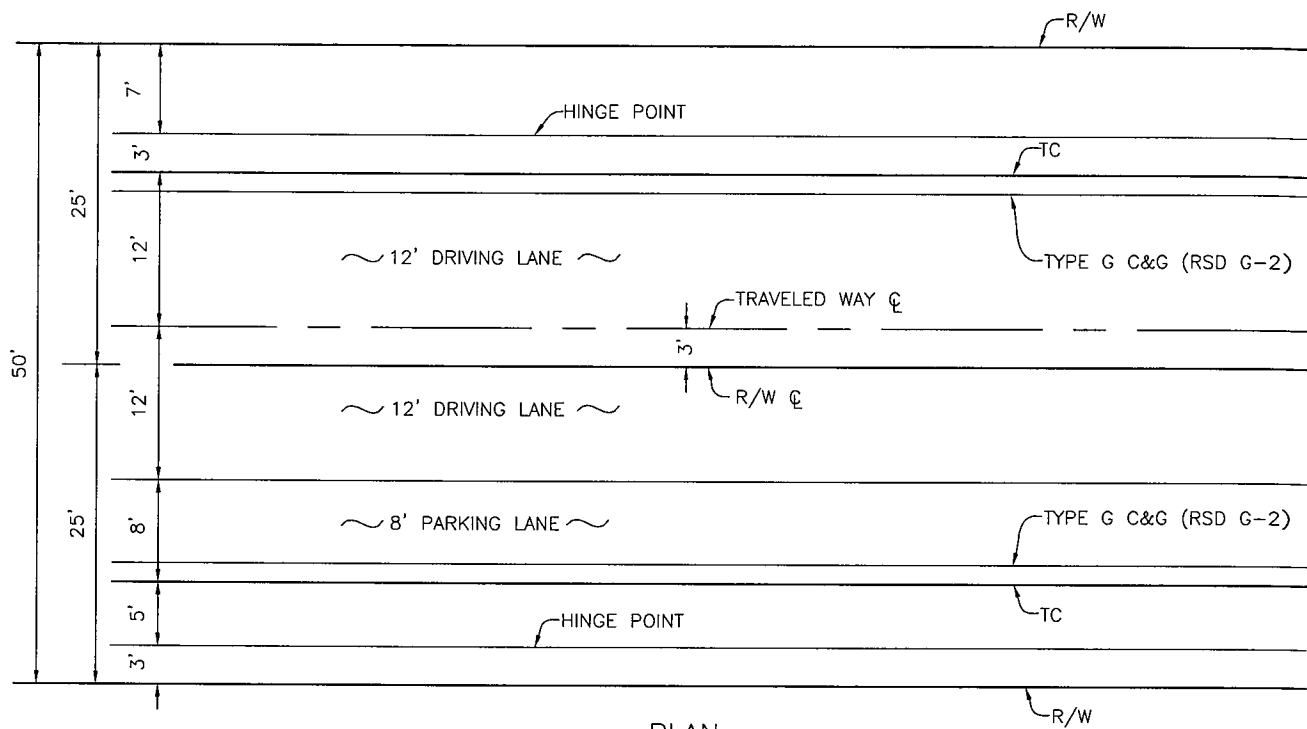 R/W
7'
HINGE POINT
3'
TC
25'
12'
12' DRIVING LANE
TYPE G C&G (RSD G-2)
TRAVELED WAY ℄
3'
50'
R/W ℄
12'
12' DRIVING LANE
25'
8'
8' PARKING LANE
TYPE G C&G (RSD G-2)
5'
TC
HINGE POINT
3'
R/W
PLAN